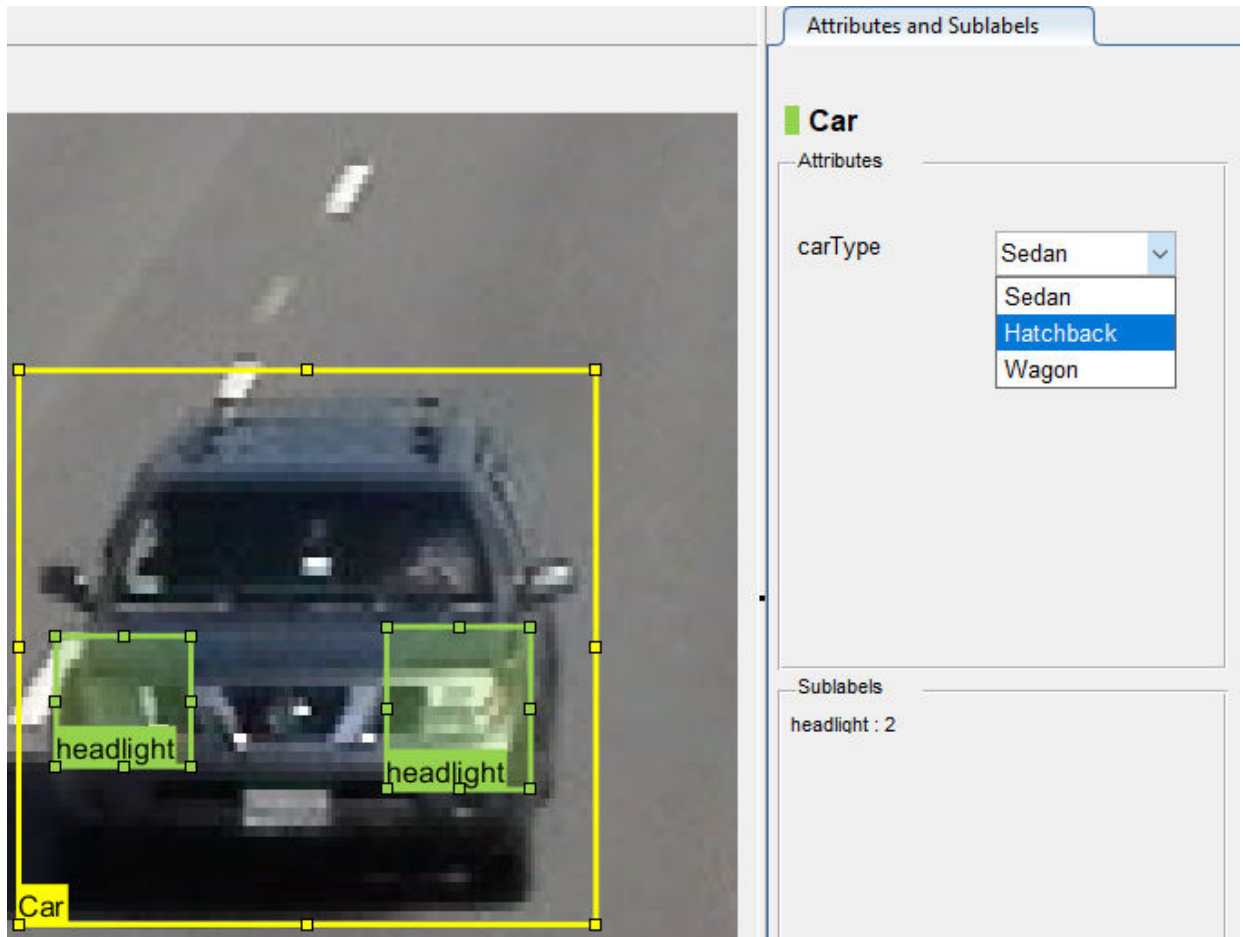 Attributes and Sublabels
Car
Attributes
carType
Sedan
Sedan
Hatchback
Wagon
Sublabels
headlight : 2
headlight
headlight
Car